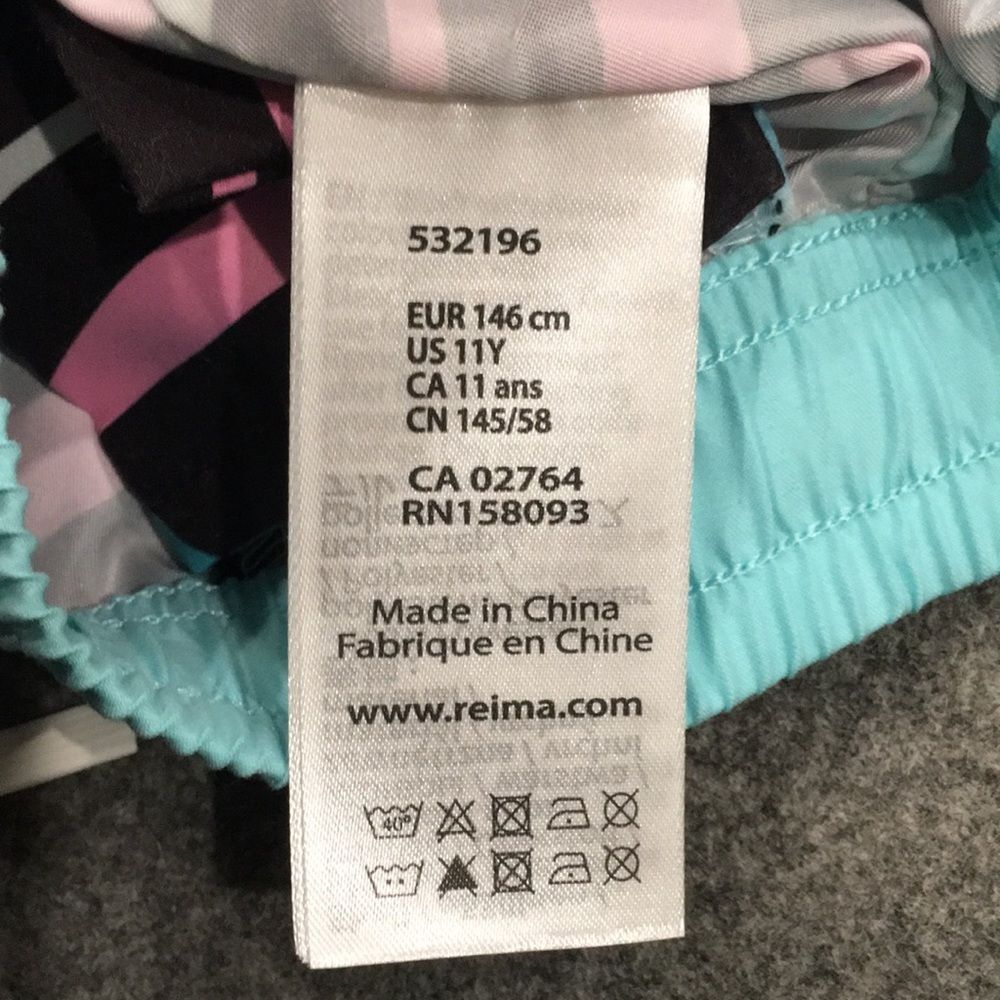 532196
EUR 146 cm
US 11Y
CA 11 ans
CN 145/58
CA 02764
RN158093
Made in China
Fabrique en Chine
www.reima.com
40°